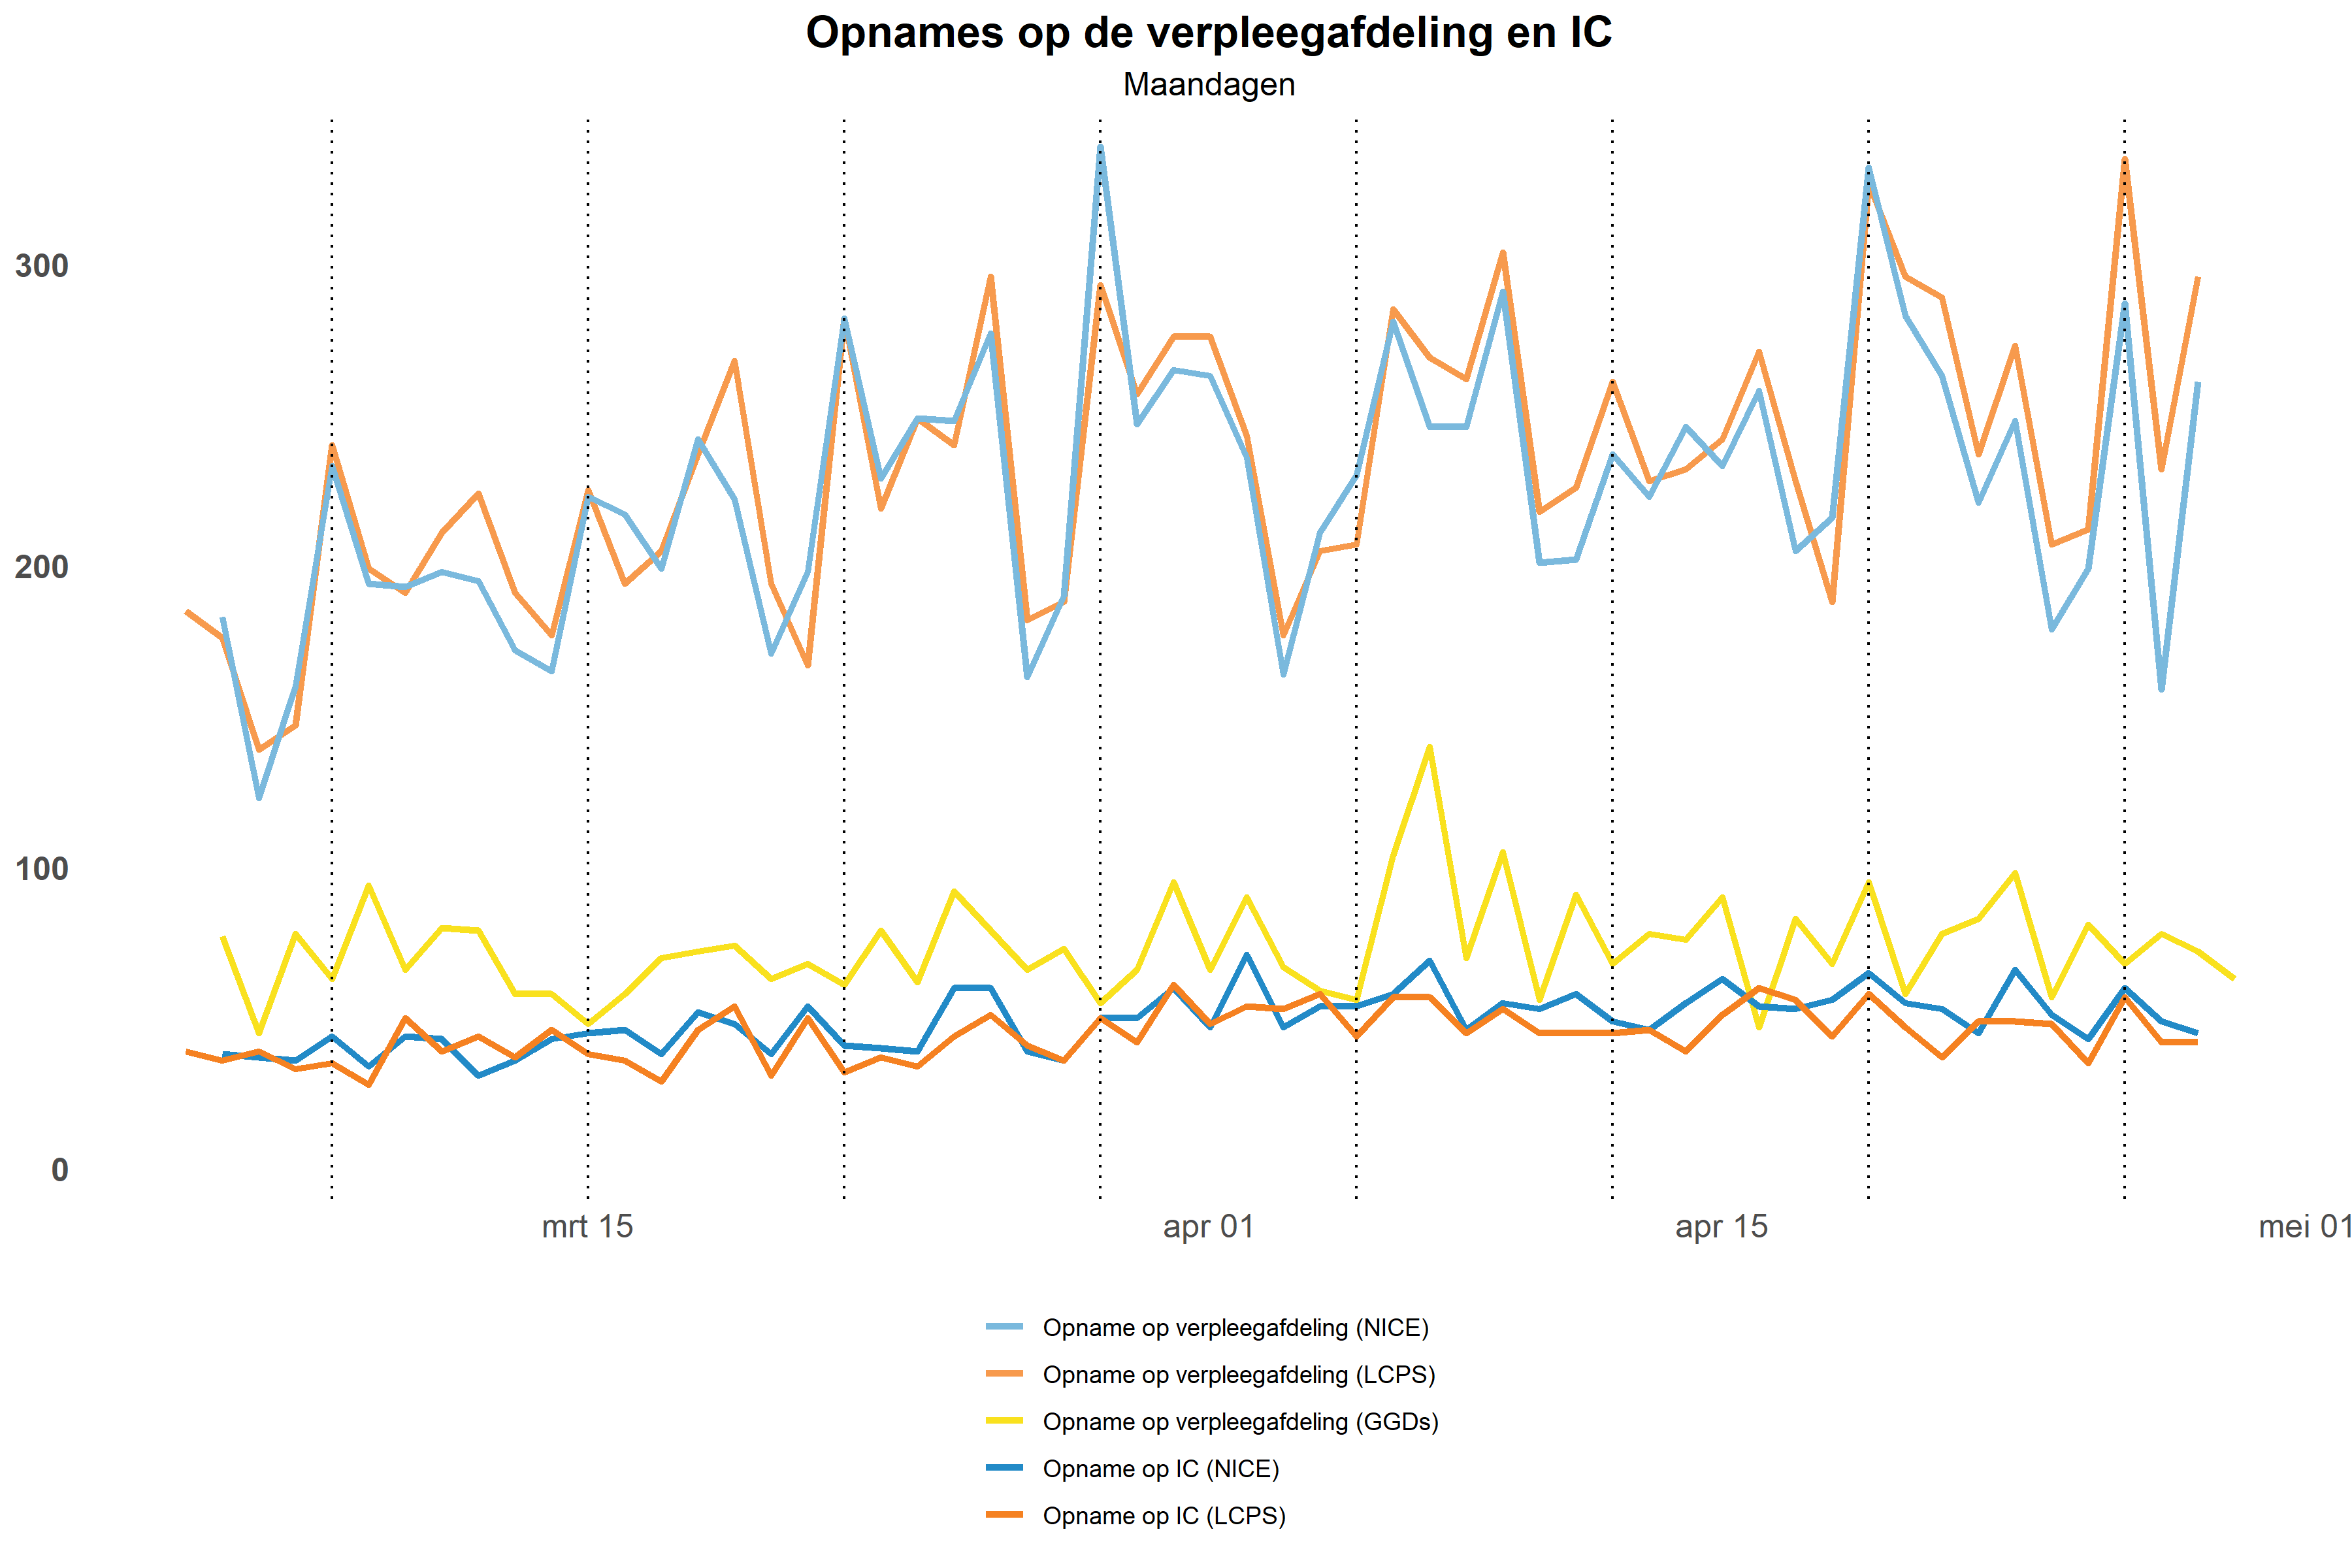 Opnames op de verpleegafdeling en IC
Maandagen
300
200
100
0
mrt 15
apr 01
apr 15
mei 01
Opname op verpleegafdeling (NICE)
Opname op verpleegafdeling (LCPS)
Opname op verpleegafdeling (GGDs)
Opname op IC (NICE)
Opname op IC (LCPS)